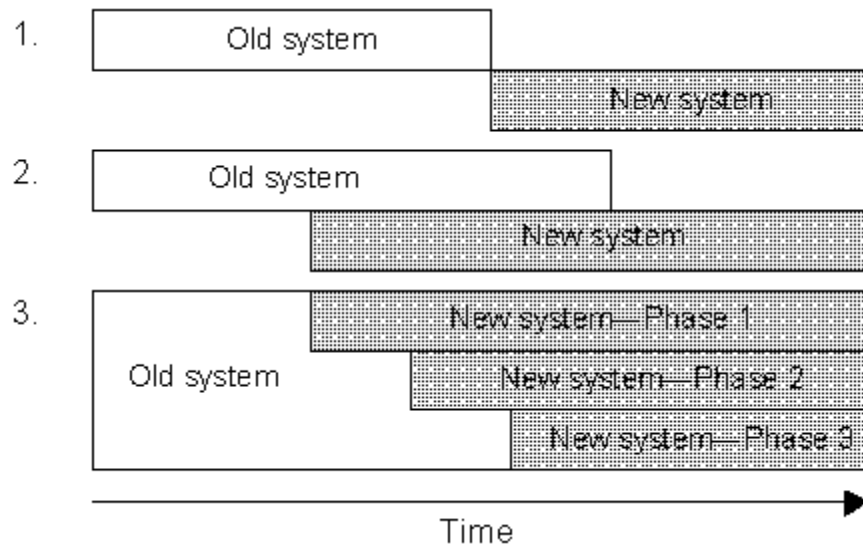 1.
Old system
New system
2.
Old system
New system
3.
New system—Phase 1
Old system
New system—Phase 2
New system—Phase 3
Time